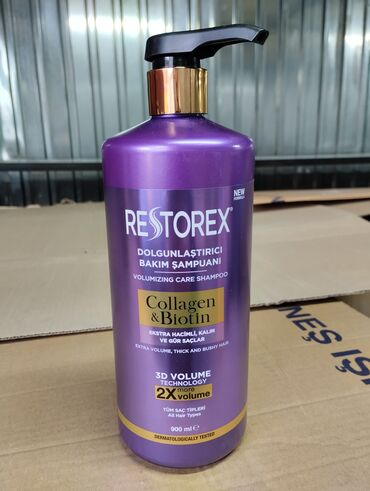 NEW
FORMULA
RESTOREX®
DOLGUNLAŞTIRICI
BAKIM ŞAMPUANI
VOLUMIZING CARE SHAMPOO
Collagen
&Biotin
EKSTRA HACİMLİ, KALIN
VE GÜR SAÇLAR
EXTRA VOLUME, THICK AND BUSHY HAIR
3D VOLUME
TECHNOLOGY
2X more
volume
TÜM SAÇ TİPLERİ
All Hair Types
900 ml ℮
DERMATOLOGICALLY TESTED
NEŞ IŞI